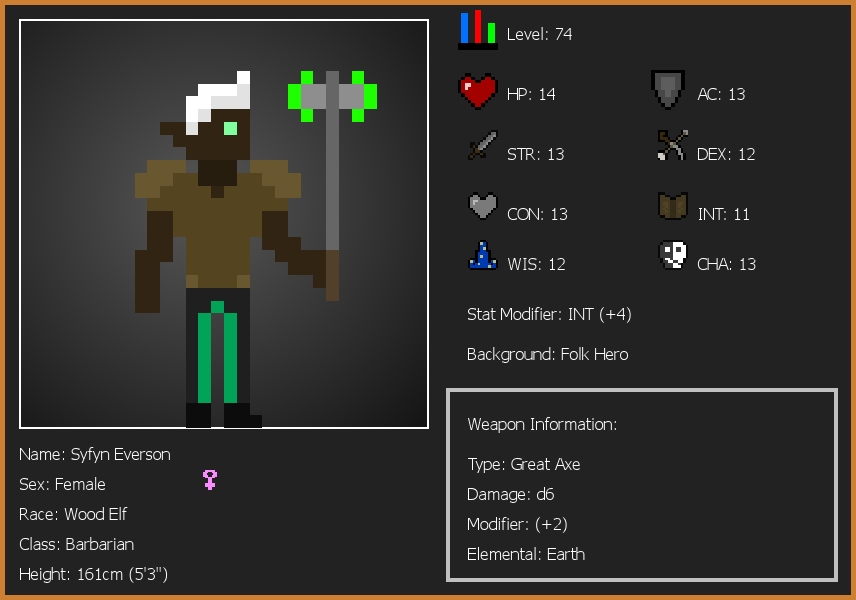 Level: 74
HP: 14
AC: 13
STR: 13
DEX: 12
CON: 13
INT: 11
WIS: 12
CHA: 13
Stat Modifier: INT (+4)
Background: Folk Hero
Weapon Information:
Type: Great Axe
Damage: d6
Modifier: (+2)
Elemental: Earth
Name: Syfyn Everson
Sex: Female
Race: Wood Elf
Class: Barbarian
Height: 161cm (5'3")